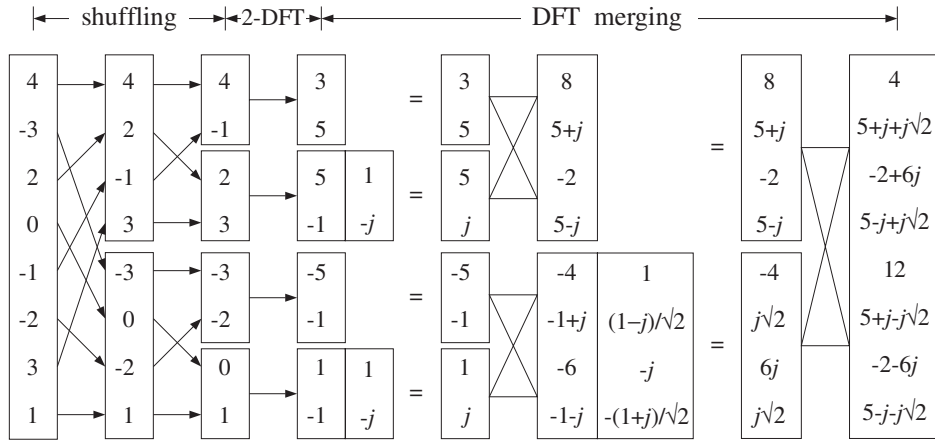 shuffling 2-DFT DFT merging
4 4 4 3 = 3 8 8 4
-3 2 -1 5 5 5+j = 5+j 5+j+j√2
2 -1 2 5 1 = 5 -2 -2 -2+6j
0 3 3 -1 -j j 5-j 5-j 5-j+j√2
-1 -3 -3 -5 = -5 -4 1 -4 12
-2 0 -2 -1 -1 -1+j (1−j)/√2 = j√2 5+j-j√2
3 -2 0 1 1 = 1 -6 -j 6j -2-6j
1 1 1 -1 -j j -1-j -(1+j)/√2 j√2 5-j-j√2